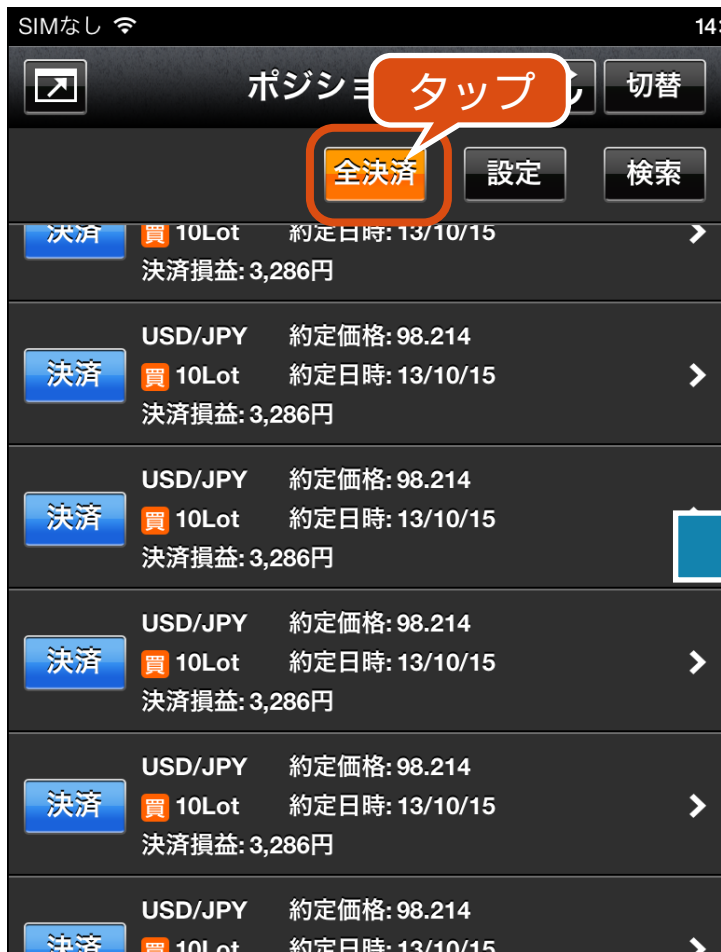 SIMなし
ポジショ
タップ
切替
全決済
設定
検索
決済
買 10Lot 約定日時: 13/10/15
決済損益: 3,286円
USD/JPY 約定価格: 98.214
決済
買 10Lot 約定日時: 13/10/15
決済損益: 3,286円
USD/JPY 約定価格: 98.214
決済
買 10Lot 約定日時: 13/10/15
決済損益: 3,286円
USD/JPY 約定価格: 98.214
決済
買 10Lot 約定日時: 13/10/15
決済損益: 3,286円
USD/JPY 約定価格: 98.214
決済
買 10Lot 約定日時: 13/10/15
決済損益: 3,286円
USD/JPY 約定価格: 98.214
決済
買 10Lot 約定日時: 13/10/15